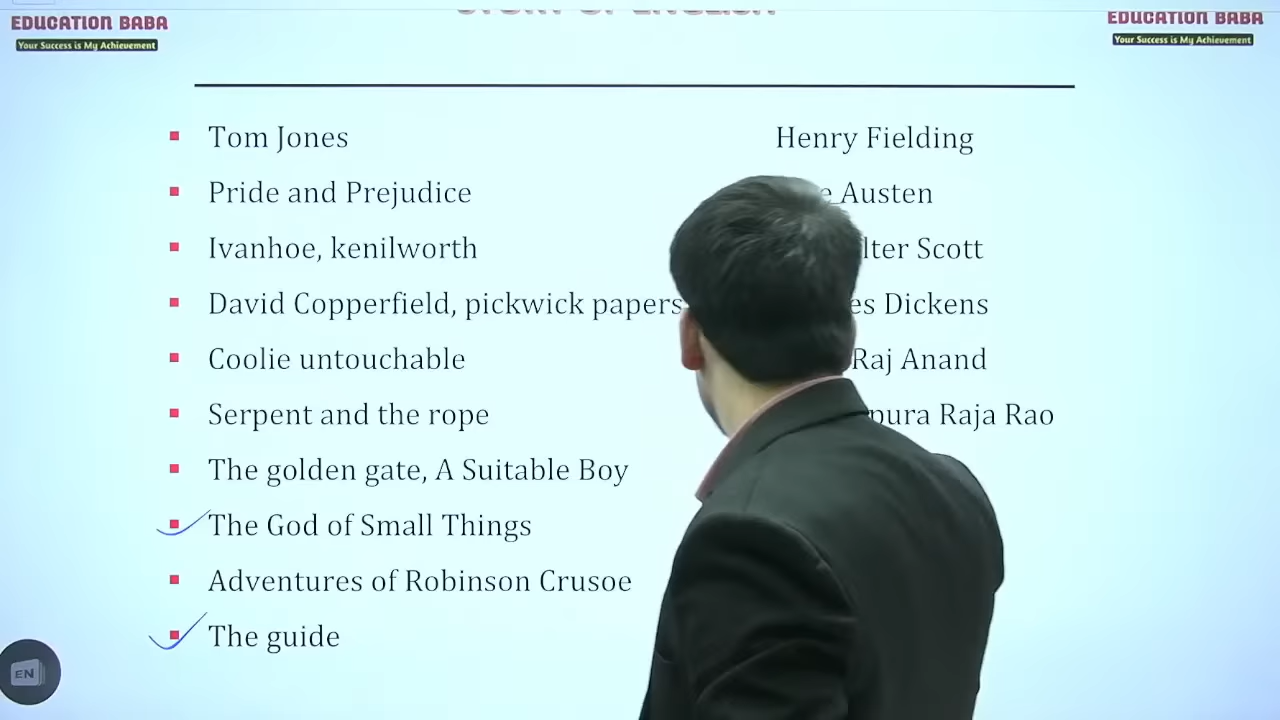 EDUCATION BABA
Your Success is My Achievement
STORY OF ENGLISH
EDUCATION BABA
Your Success is My Achievement
Tom Jones Henry Fielding
Pride and Prejudice Austen
Ivanhoe, kenilworth Scott
David Copperfield, pickwick papers Dickens
Coolie untouchable Raj Anand
Serpent and the rope Raja Rao
The golden gate, A Suitable Boy
The God of Small Things
Adventures of Robinson Crusoe
The guide
EN